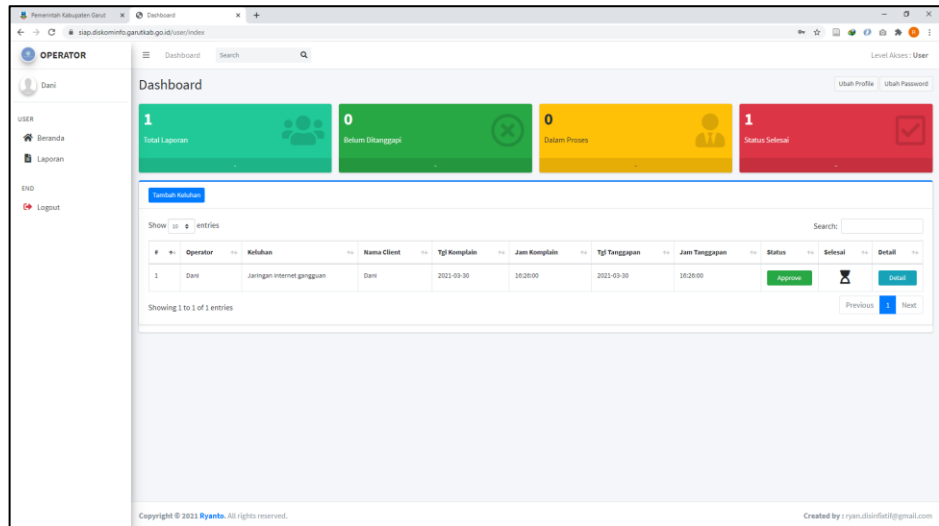 Pemerintah Kabupaten Garut
Dashboard
siap.diskominfo.garutkab.go.id/user/index
OPERATOR
Dashboard
Search
Level Akses : User
Dani
Dashboard
Ubah Profile
Ubah Password
USER
Beranda
Laporan
END
Logout
1
Total Laporan
0
Belum Ditanggapi
0
Dalam Proses
1
Status Selesai
Tambah Keluhan
Show 10 entries
Search:
# Operator Keluhan Nama Client Tgl Komplain Jam Komplain Tgl Tanggapan Jam Tanggapan Status Selesai Detail
1 Dani Jaringan internet gangguan Dani 2021-03-30 16:26:00 2021-03-30 16:26:00 Approve Detail
Showing 1 to 1 of 1 entries
Previous 1 Next
Copyright © 2021 Ryanto. All rights reserved.
Created by : ryan.disinfletif@gmail.com